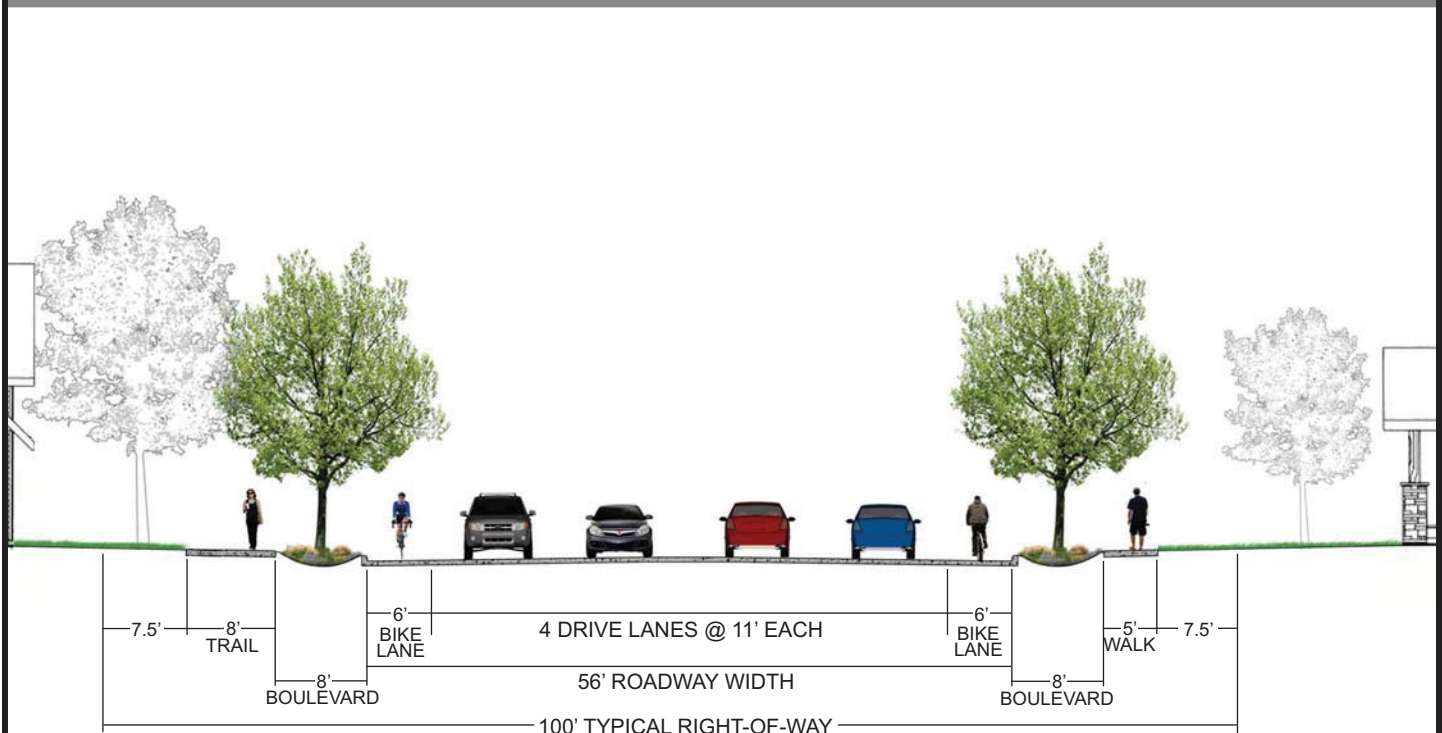 7.5'
8'
TRAIL
8'
BOULEVARD
6'
BIKE
LANE
4 DRIVE LANES @ 11' EACH
56' ROADWAY WIDTH
6'
BIKE
LANE
8'
BOULEVARD
5'
WALK
7.5'
100' TYPICAL RIGHT-OF-WAY